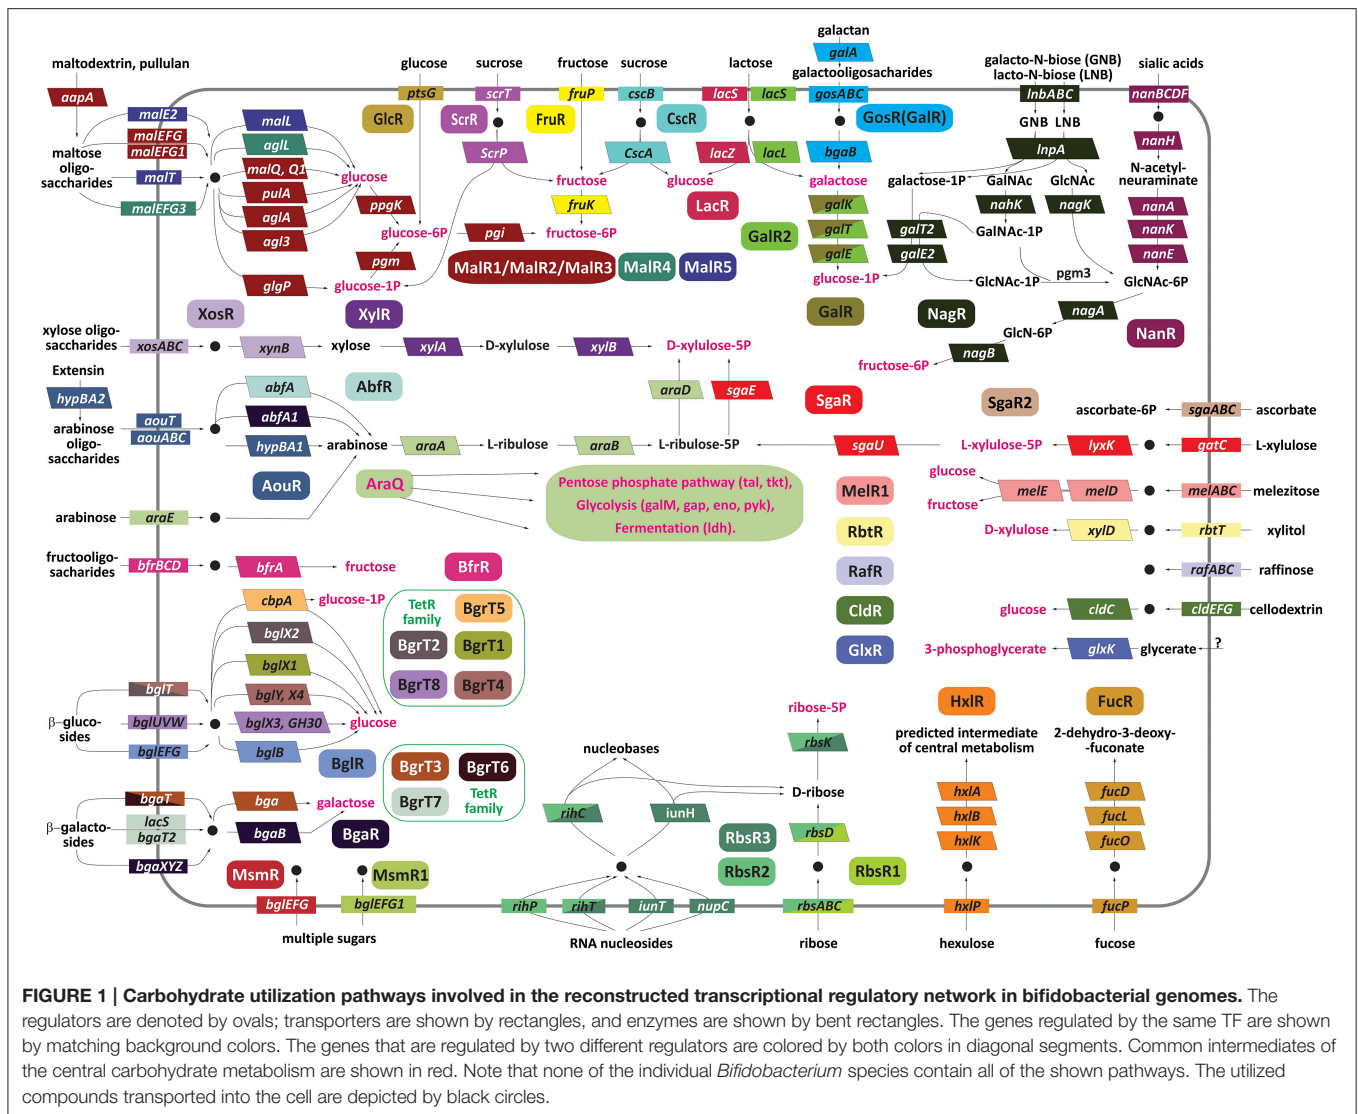 galactan
galA
maltodextrin, pullulan
glucose
sucrose
fructose
sucrose
lactose
galactooligosacharides
galacto-N-biose (GNB)
lacto-N-biose (LNB)
sialic acids
aapA
ptsG
scrT
fruP
cscB
lacS
lacS
gosABC
lnbABC
nanBCDF
malE2
malEFG
malEFG1
maltose
oligo-
saccharides
malT
malEFG3
malL
aglL
malQ, Q1
pulA
aglA
agl3
glgP
glucose
ppgK
pgm
glucose-6P
glucose-1P
GlcR
ScrR
FruR
CscR
GosR(GalR)
GNB LNB
ScrP
CscA
lacZ
lacL
bgaB
lnpA
nanH
fructose
glucose
galactose
galactose-1P
GalNAc
GlcNAc
N-acetyl-
neuraminate
fruK
LacR
galK
galT
galE
GalR2
galT2
galE2
nahK
nagK
GalNAc-1P
nanA
nanK
nanE
pgi
fructose-6P
MalR1/MalR2/MalR3
MalR4
MalR5
glucose-1P
GlcNAc-1P
pgm3
GlcNAc-6P
XosR
XylR
GalR
NagR
nagA
GlcN-6P
NanR
nagB
fructose-6P
xylose oligo-
saccharides
xosABC
xynB
xylose
xylA
D-xylulose
xylB
D-xylulose-5P
Extensin
hypBA2
arabinose
oligo-
saccharides
aouT
aouABC
abfA
abfA1
hypBA1
AbfR
arabinose
araA
L-ribulose
araB
L-ribulose-5P
araD
sgaE
SgaR
SgaR2
ascorbate-6P
sgaABC
ascorbate
sgaU
L-xylulose-5P
lyxK
gatC
L-xylulose
AouR
AraQ
Pentose phosphate pathway (tal, tkt),
Glycolysis (galM, gap, eno, pyk),
Fermentation (ldh).
MelR1
glucose
fructose
melE
melD
melABC
melezitose
arabinose
araE
RbtR
D-xylulose
xylD
rbtT
xylitol
fructooligo-
sacharides
bfrBCD
bfrA
fructose
BfrR
RafR
rafABC
raffinose
cbpA
glucose-1P
TetR
family
BgrT5
BgrT2
BgrT1
BgrT8
BgrT4
CldR
glucose
cldC
cldEFG
cellodextrin
bglX2
bglX1
bglY, X4
bglX3, GH30
bglB
glucose
GlxR
3-phosphoglycerate
glxK
glycerate
?
β-gluco-
sides
bglT
bglUVW
bglEFG
BglR
BgrT3
BgrT6
BgrT7
TetR
family
ribose-5P
rbsK
nucleobases
HxlR
predicted intermediate
of central metabolism
FucR
2-dehydro-3-deoxy-
-fuconate
β-galacto-
sides
bgaT
lacS
bgaT2
bgaXYZ
bga
bgaB
galactose
BgaR
rihC
iunH
D-ribose
rbsD
RbsR3
RbsR2
RbsR1
hxlA
hxlB
hxlK
fucD
fucL
fucO
MsmR
MsmR1
bglEFG
bglEFG1
multiple sugars
rihP
rihT
iunT
nupC
RNA nucleosides
rbsABC
ribose
hxlP
hexulose
fucP
fucose
FIGURE 1 | Carbohydrate utilization pathways involved in the reconstructed transcriptional regulatory network in bifidobacterial genomes. The
regulators are denoted by ovals; transporters are shown by rectangles, and enzymes are shown by bent rectangles. The genes regulated by the same TF are shown
by matching background colors. The genes that are regulated by two different regulators are colored by both colors in diagonal segments. Common intermediates of
the central carbohydrate metabolism are shown in red. Note that none of the individual Bifidobacterium species contain all of the shown pathways. The utilized
compounds transported into the cell are depicted by black circles.